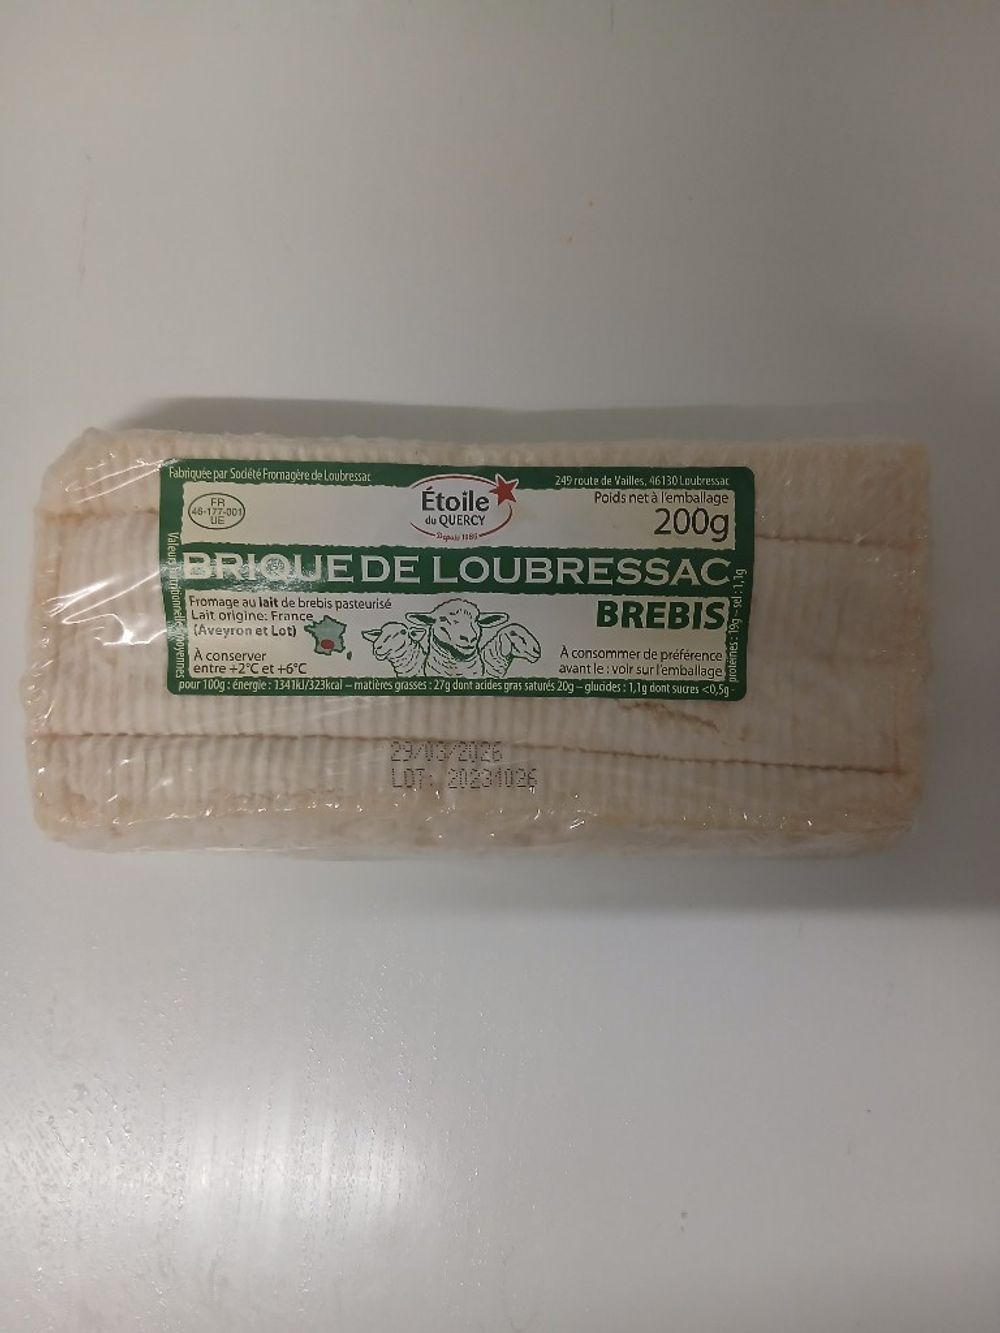 Fabriquée par Société Fromagère de Loubressac
249 route de Vailles, 46130 Loubressac
FR
46-177-001
UE
Étoile
du QUERCY
Depuis
Poids net à l'emballage
200g
BRIQUE DE LOUBRESSAC
BREBIS
Fromage au lait de brebis pasteurisé
Lait origine: France
(Aveyron et Lot)
À conserver
entre +2°C et +6°C
À consommer de préférence
avant le : voir sur l'emballage
Valeurs nutritionnelles moyennes
pour 100g : énergie : 1341kJ/323kcal – matières grasses : 27g dont acides gras saturés 20g – glucides : 1,1g dont sucres <0,5g -
protéines : 19g – sel : 1,1g
29/03/2026
LOT: 20231026